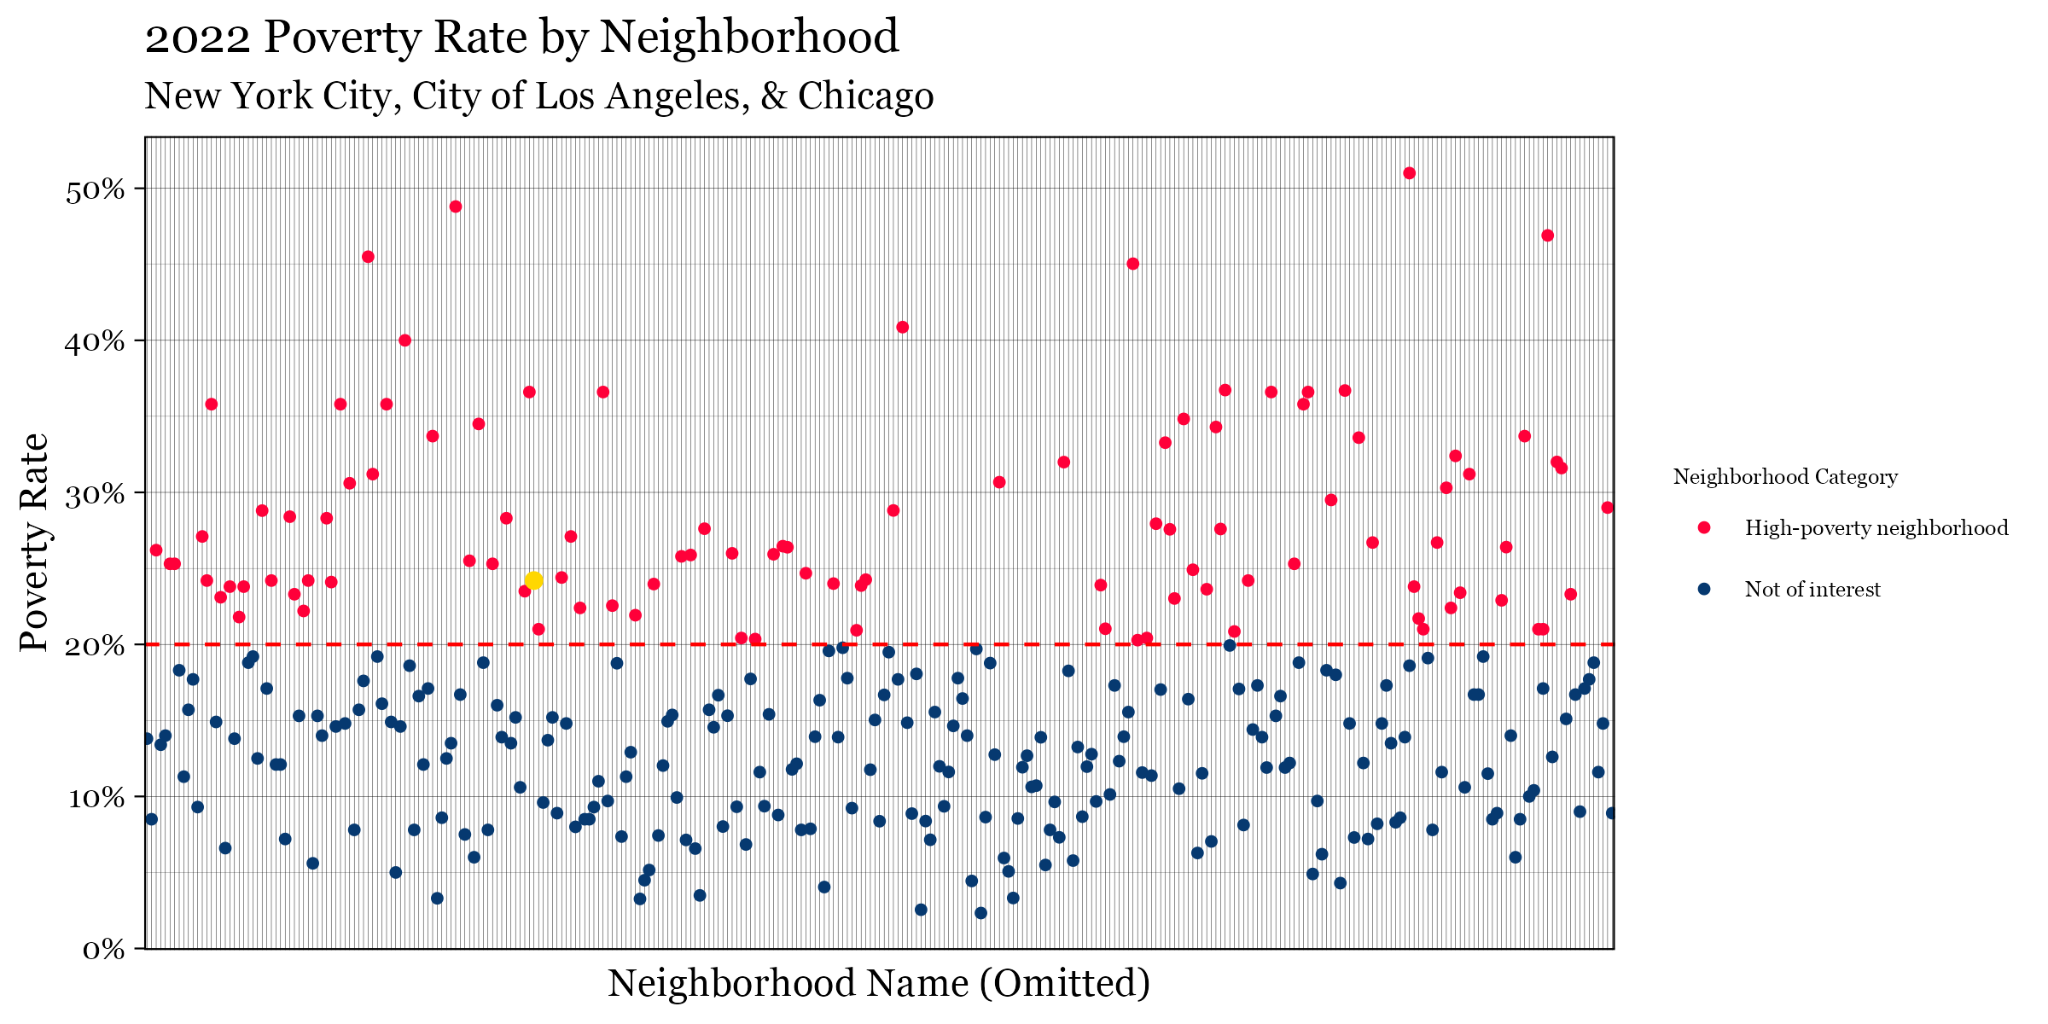 2022 Poverty Rate by Neighborhood
New York City, City of Los Angeles, & Chicago
50%
40%
30%
20%
10%
0%
Poverty Rate
Neighborhood Name (Omitted)
Neighborhood Category
High-poverty neighborhood
Not of interest